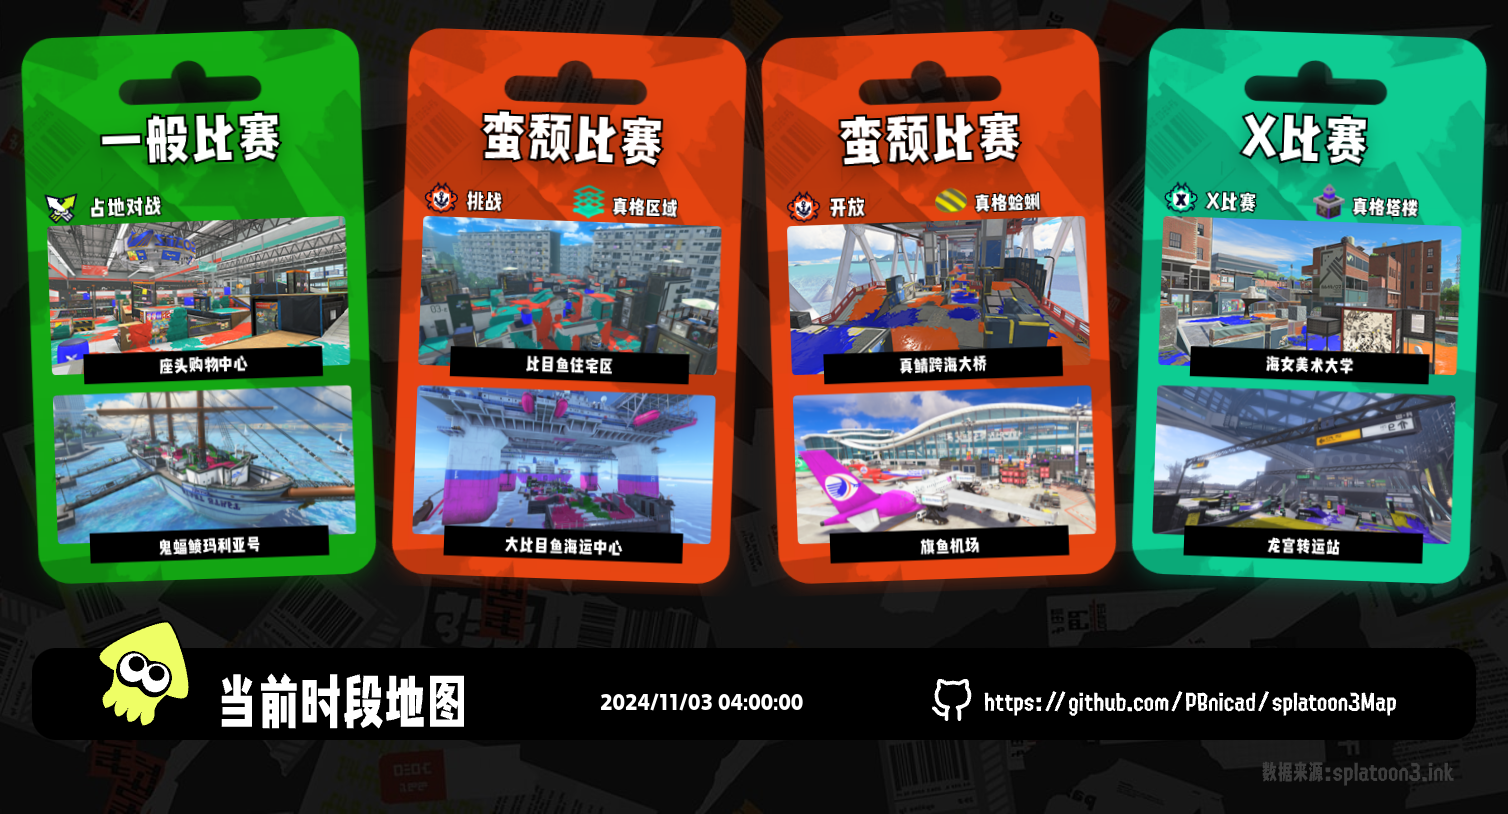 一般比赛
占地对战
座头购物中心
鬼蝠鲼玛利亚号
蛮颓比赛
挑战
真格区域
比目鱼住宅区
大比目鱼海运中心
蛮颓比赛
开放
真格蛤蜊
真鲭跨海大桥
旗鱼机场
X比赛
X比赛
真格塔楼
海女美术大学
龙宫转运站
当前时段地图
2024/11/03 04:00:00
https://github.com/PBnicad/splatoon3Map
数据来源:splatoon3.ink